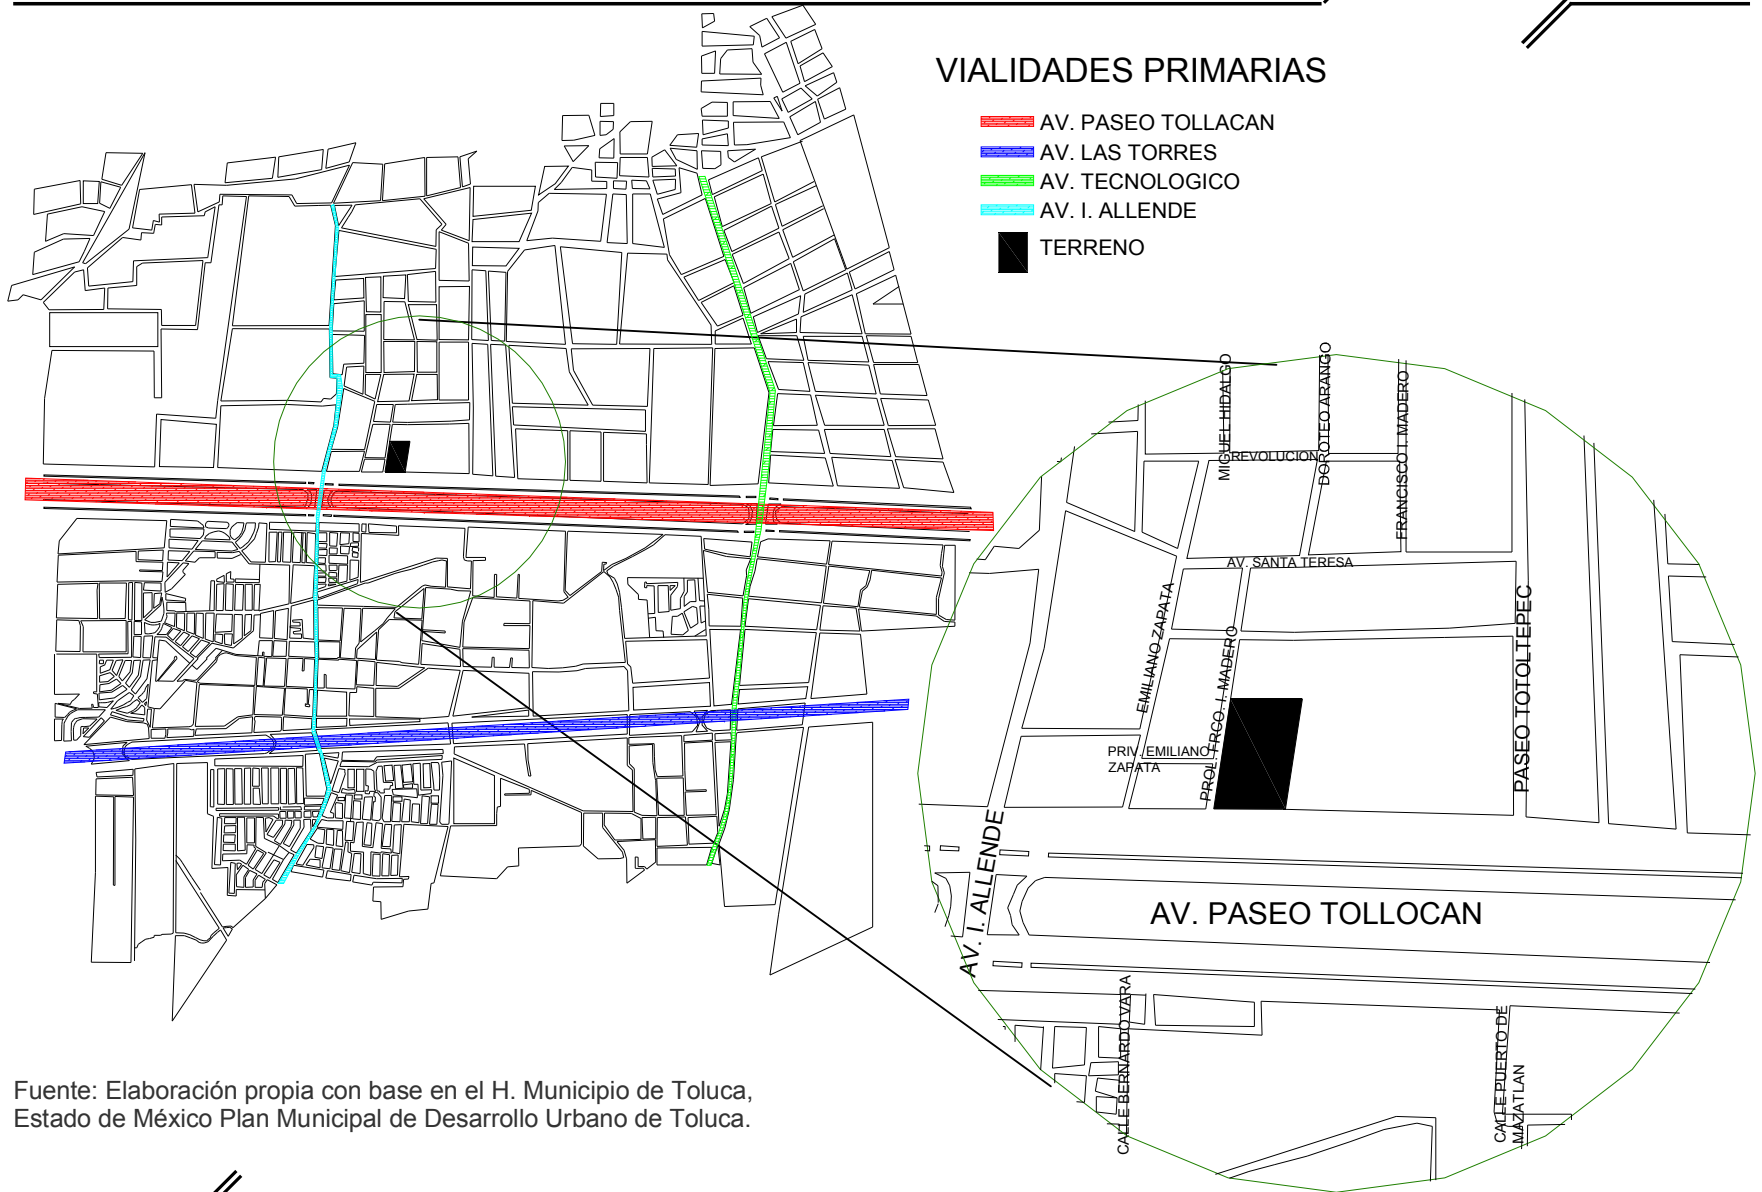 VIALIDADES PRIMARIAS
AV. PASEO TOLLACAN
AV. LAS TORRES
AV. TECNOLOGICO
AV. I. ALLENDE
TERRENO
MIGUEL HIDALGO
DOROTEO ARANGO
FRANCISCO I. MADERO
REVOLUCION
AV. SANTA TERESA
EMILIANO ZAPATA
PROL. FRCO. I. MADERO
PASEO TOTOLTEPEC
PRIV. EMILIANO
ZAPATA
AV. I. ALLENDE
AV. PASEO TOLLOCAN
CALLE BERNARDO VARA
CALLE PUERTO DE
MAZATLAN
Fuente: Elaboración propia con base en el H. Municipio de Toluca,
Estado de México Plan Municipal de Desarrollo Urbano de Toluca.